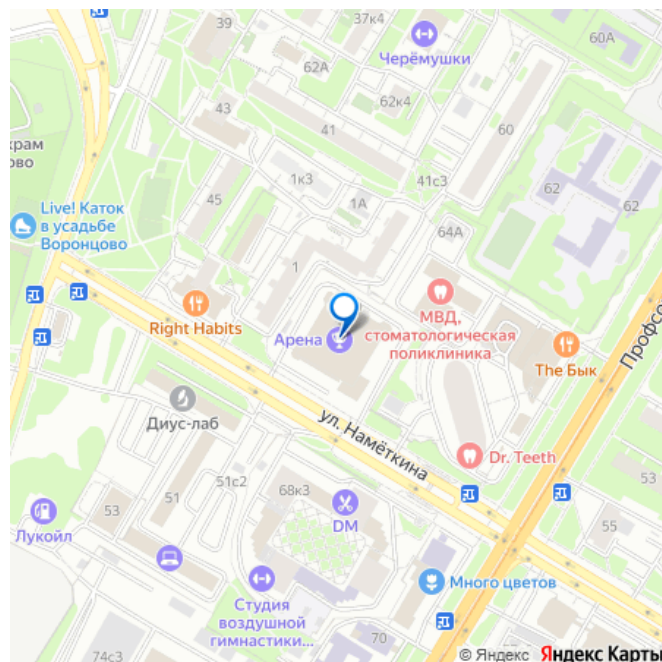 39
37к4
Черёмушки
60А
62А
62к4
43
41
60
крам
ово
1к3
41с3
62
62
45
1А
Live! Каток
в усадьбе
Воронцово
64А
1
Right Habits
Арена
МВД,
стоматологическая
поликлиника
The Бык
Профсо
Диус-лаб
ул. Намёткина
Dr. Teeth
51с2
68к3
51
53
53
55
DM
Лукойл
Много цветов
Студия
воздушной
гимнастики...
70
74с3
© Яндекс Яндекс Карты